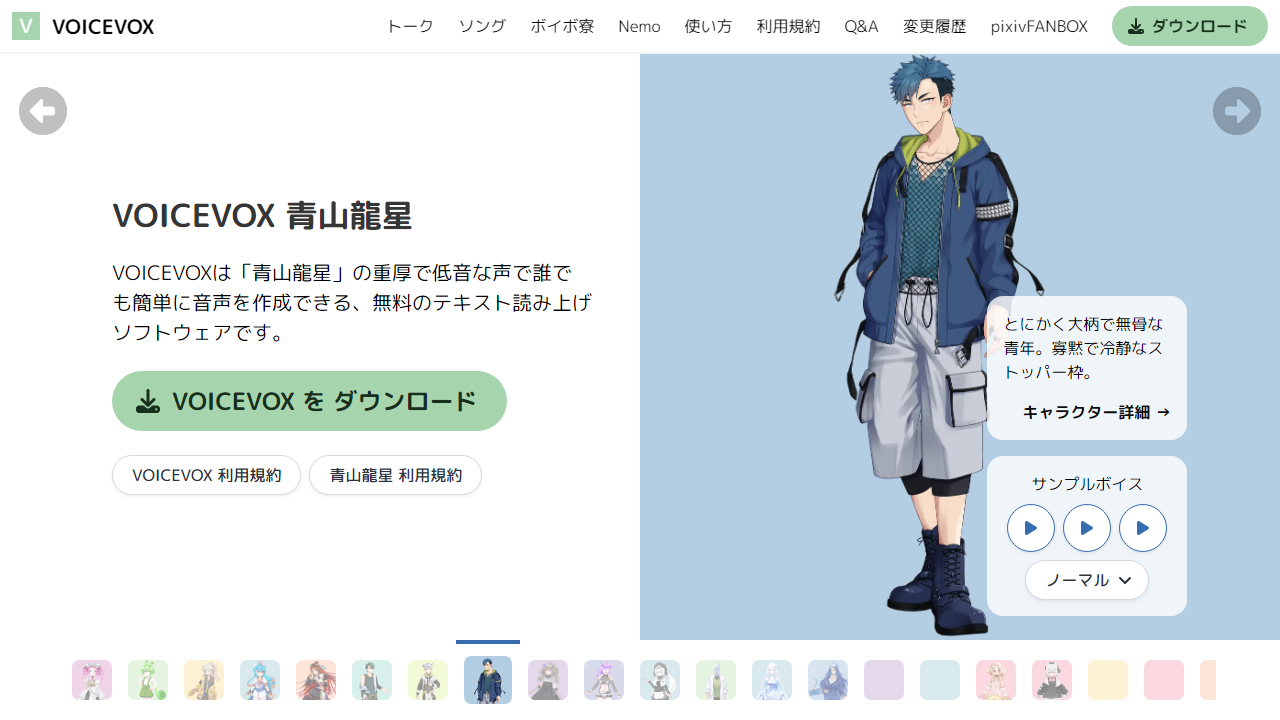 V VOICEVOX トーク ソング ボイボ寮 Nemo 使い方 利用規約 Q&A 変更履歴 pixivFANBOX ダウンロード
VOICEVOX 青山龍星
VOICEVOXは「青山龍星」の重厚で低音な声で誰で
も簡単に音声を作成できる、無料のテキスト読み上げ
ソフトウェアです。
VOICEVOX を ダウンロード
VOICEVOX 利用規約 青山龍星 利用規約
とにかく大柄で無骨な
青年。寡黙で冷静なス
トッパー枠。
キャラクター詳細 →
サンプルボイス
ノーマル